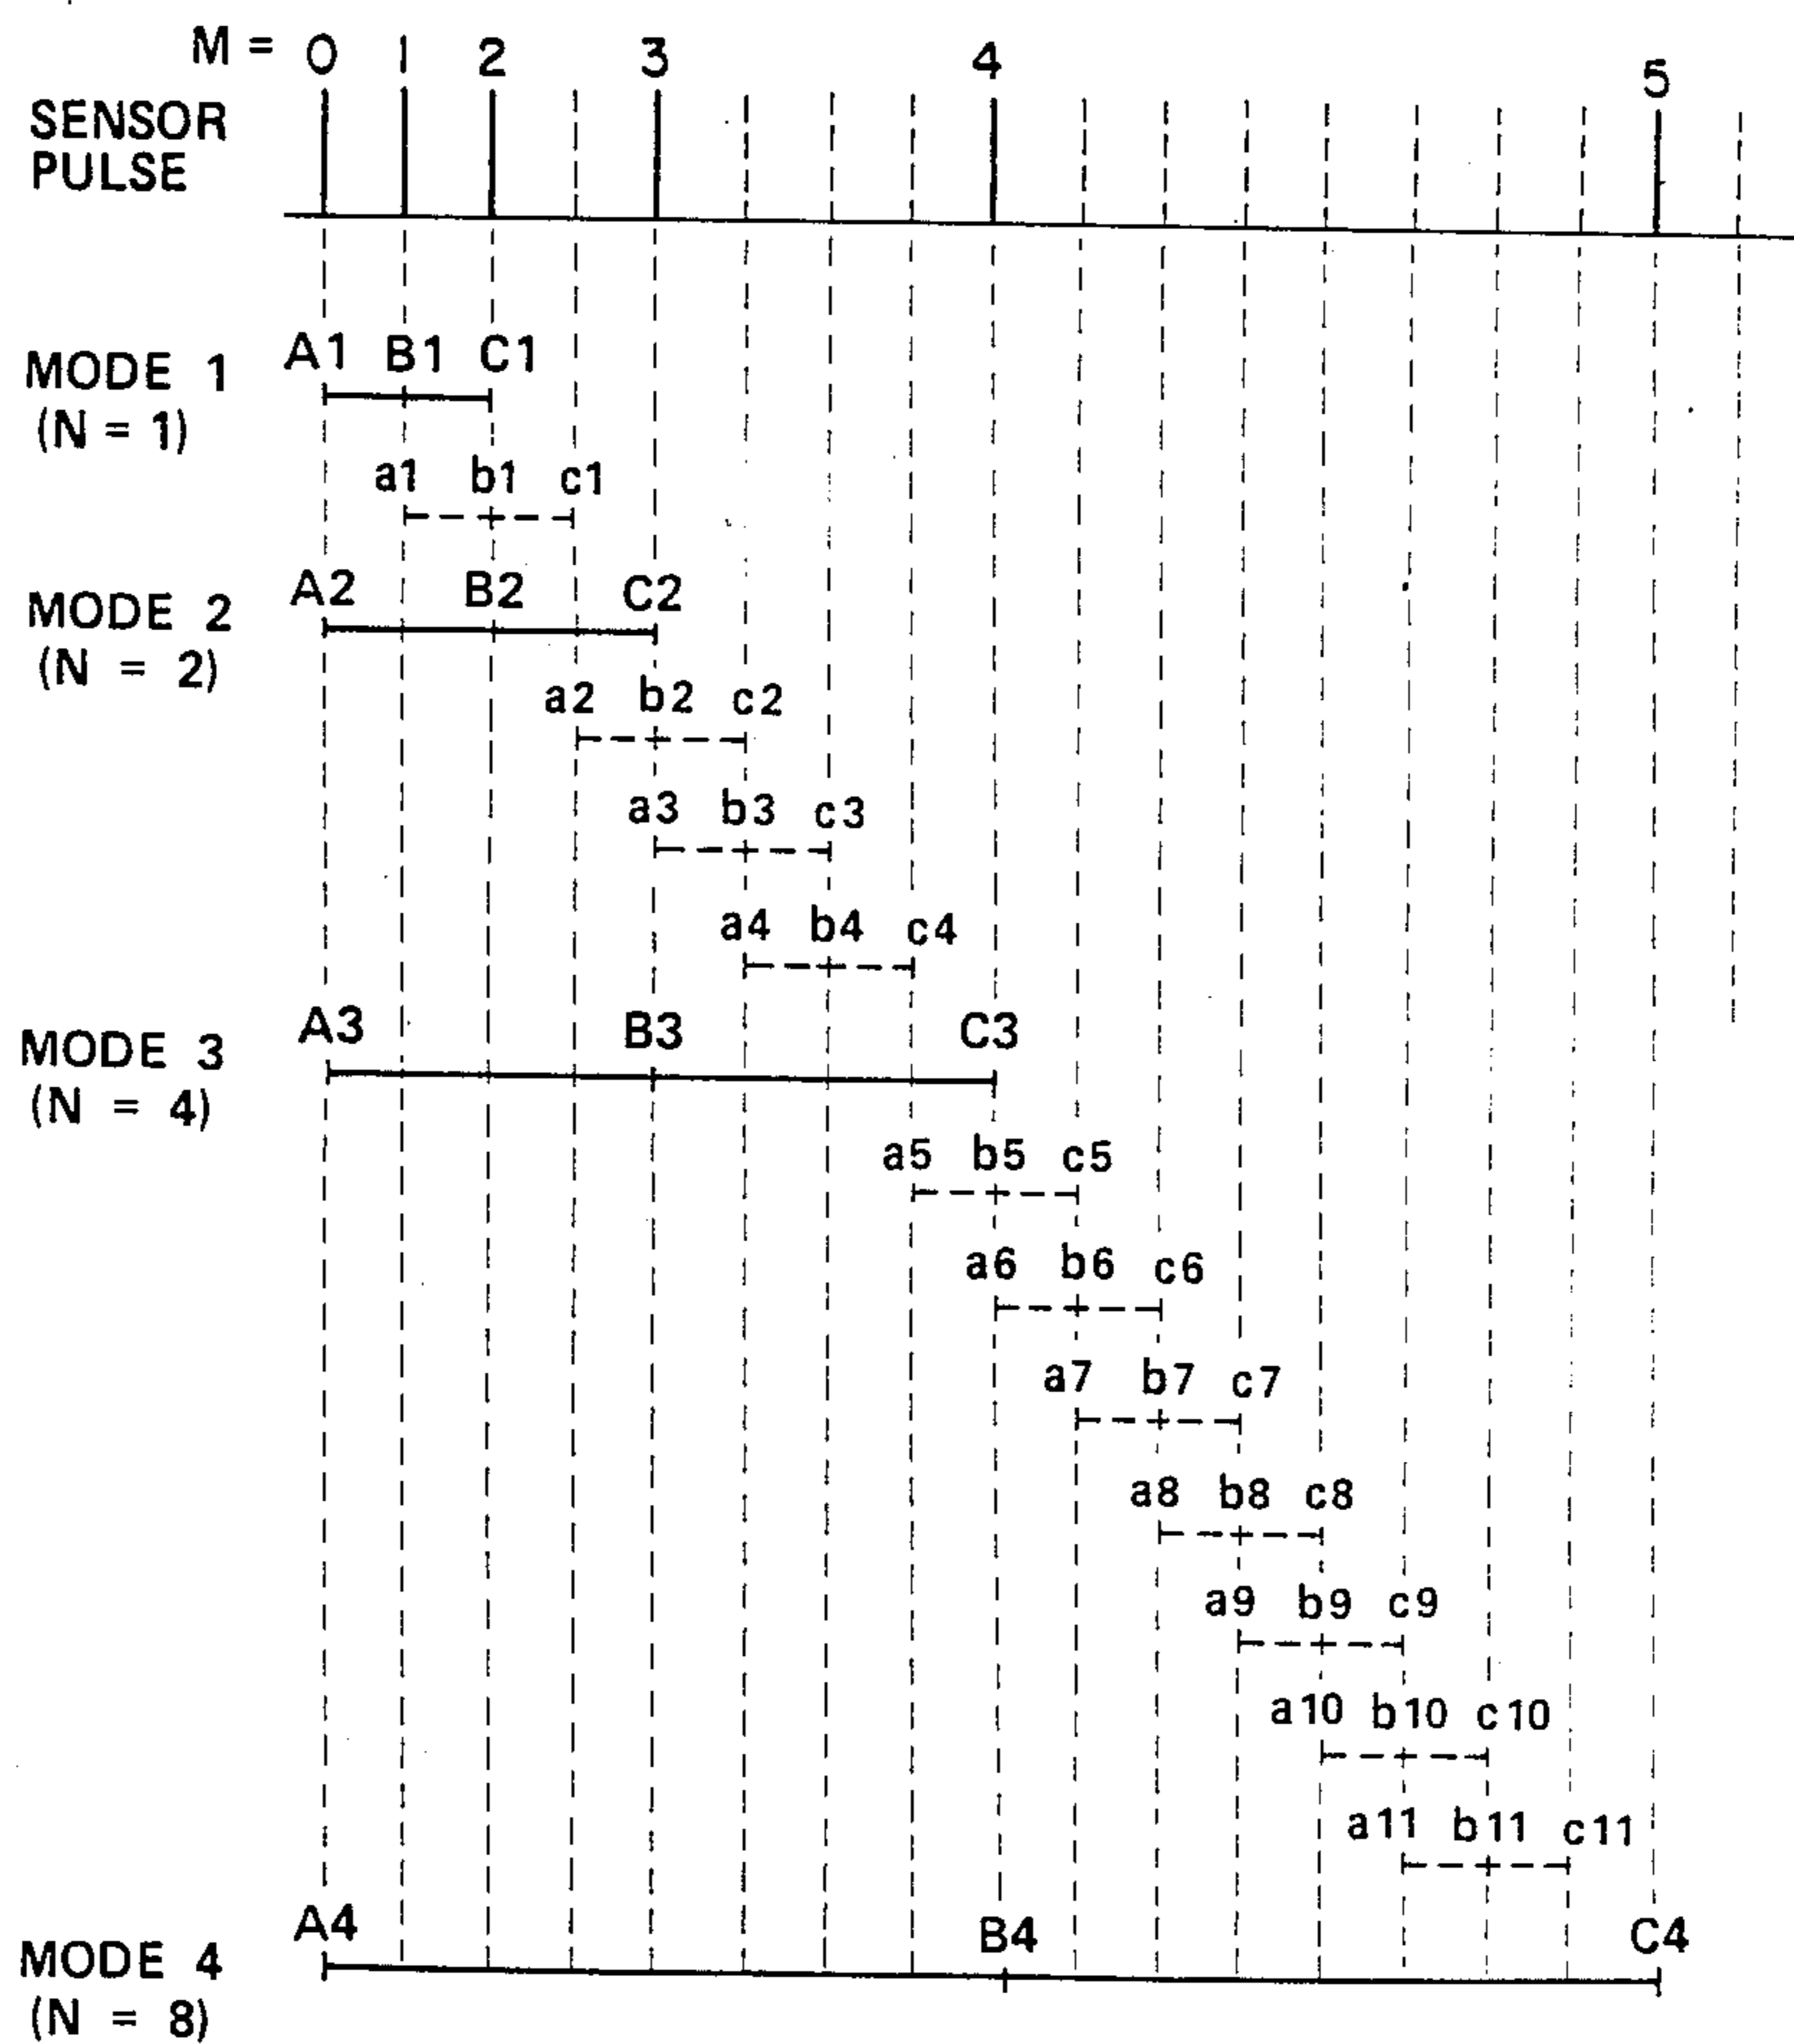 M = 0 1 2 3 4 5
SENSOR
PULSE
A1 B1 C1
MODE 1
(N = 1)
a1 b1 c1
A2 B2 C2
MODE 2
(N = 2)
a2 b2 c2
a3 b3 c3
a4 b4 c4
A3 B3 C3
MODE 3
(N = 4)
a5 b5 c5
a6 b6 c6
a7 b7 c7
a8 b8 c8
a9 b9 c9
a10 b10 c10
a11 b11 c11
A4 B4 C4
MODE 4
(N = 8)